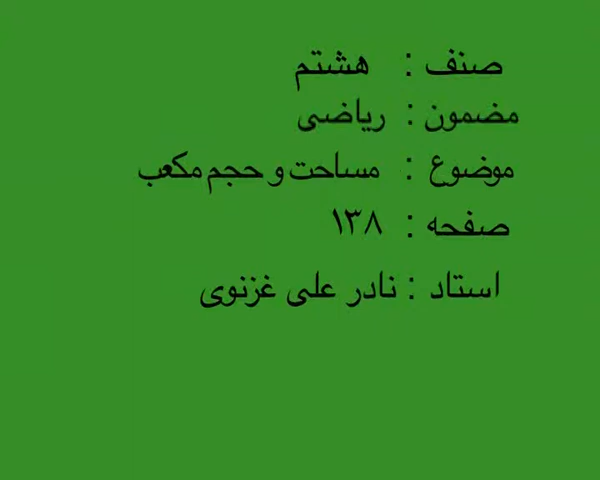 صنف : هشتم
مضمون : ریاضی
موضوع : مساحت و حجم مکعب
صفحه : ۱۳۸
استاد : نادر علی غزنوی